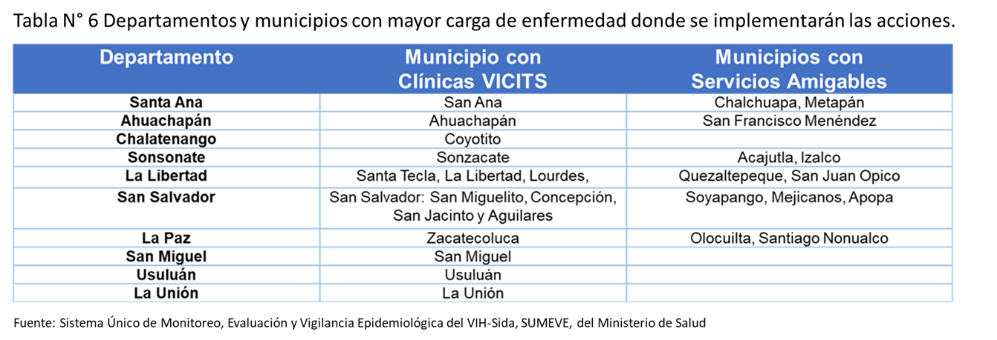 Tabla N° 6 Departamentos y municipios con mayor carga de enfermedad donde se implementarán las acciones.
Departamento
Municipio con
Clínicas VICITS
Municipios con
Servicios Amigables
Santa Ana
San Ana
Chalchuapa, Metapán
Ahuachapán
Ahuachapán
San Francisco Menéndez
Chalatenango
Coyotito
Sonsonate
Sonzacate
Acajutla, Izalco
La Libertad
Santa Tecla, La Libertad, Lourdes,
Quezaltepeque, San Juan Opico
San Salvador
San Salvador: San Miguelito, Concepción,
San Jacinto y Aguilares
Soyapango, Mejicanos, Apopa
La Paz
Zacatecoluca
Olocuilta, Santiago Nonualco
San Miguel
San Miguel
Usuluán
Usuluán
La Unión
La Unión
Fuente: Sistema Único de Monitoreo, Evaluación y Vigilancia Epidemiológica del VIH-Sida, SUMEVE, del Ministerio de Salud